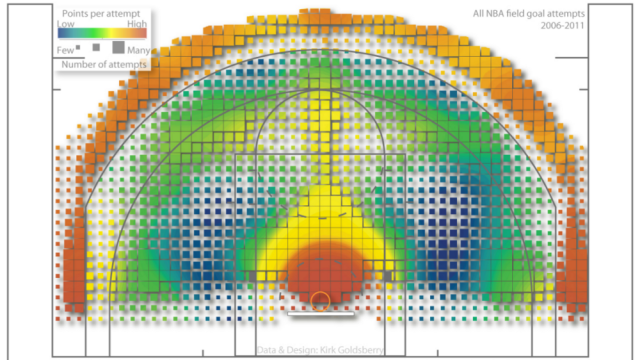 Points per attempt
Low High
Few Many
Number of attempts
All NBA field goal attempts
2006-2011
Data & Design: Kirk Goldsberry